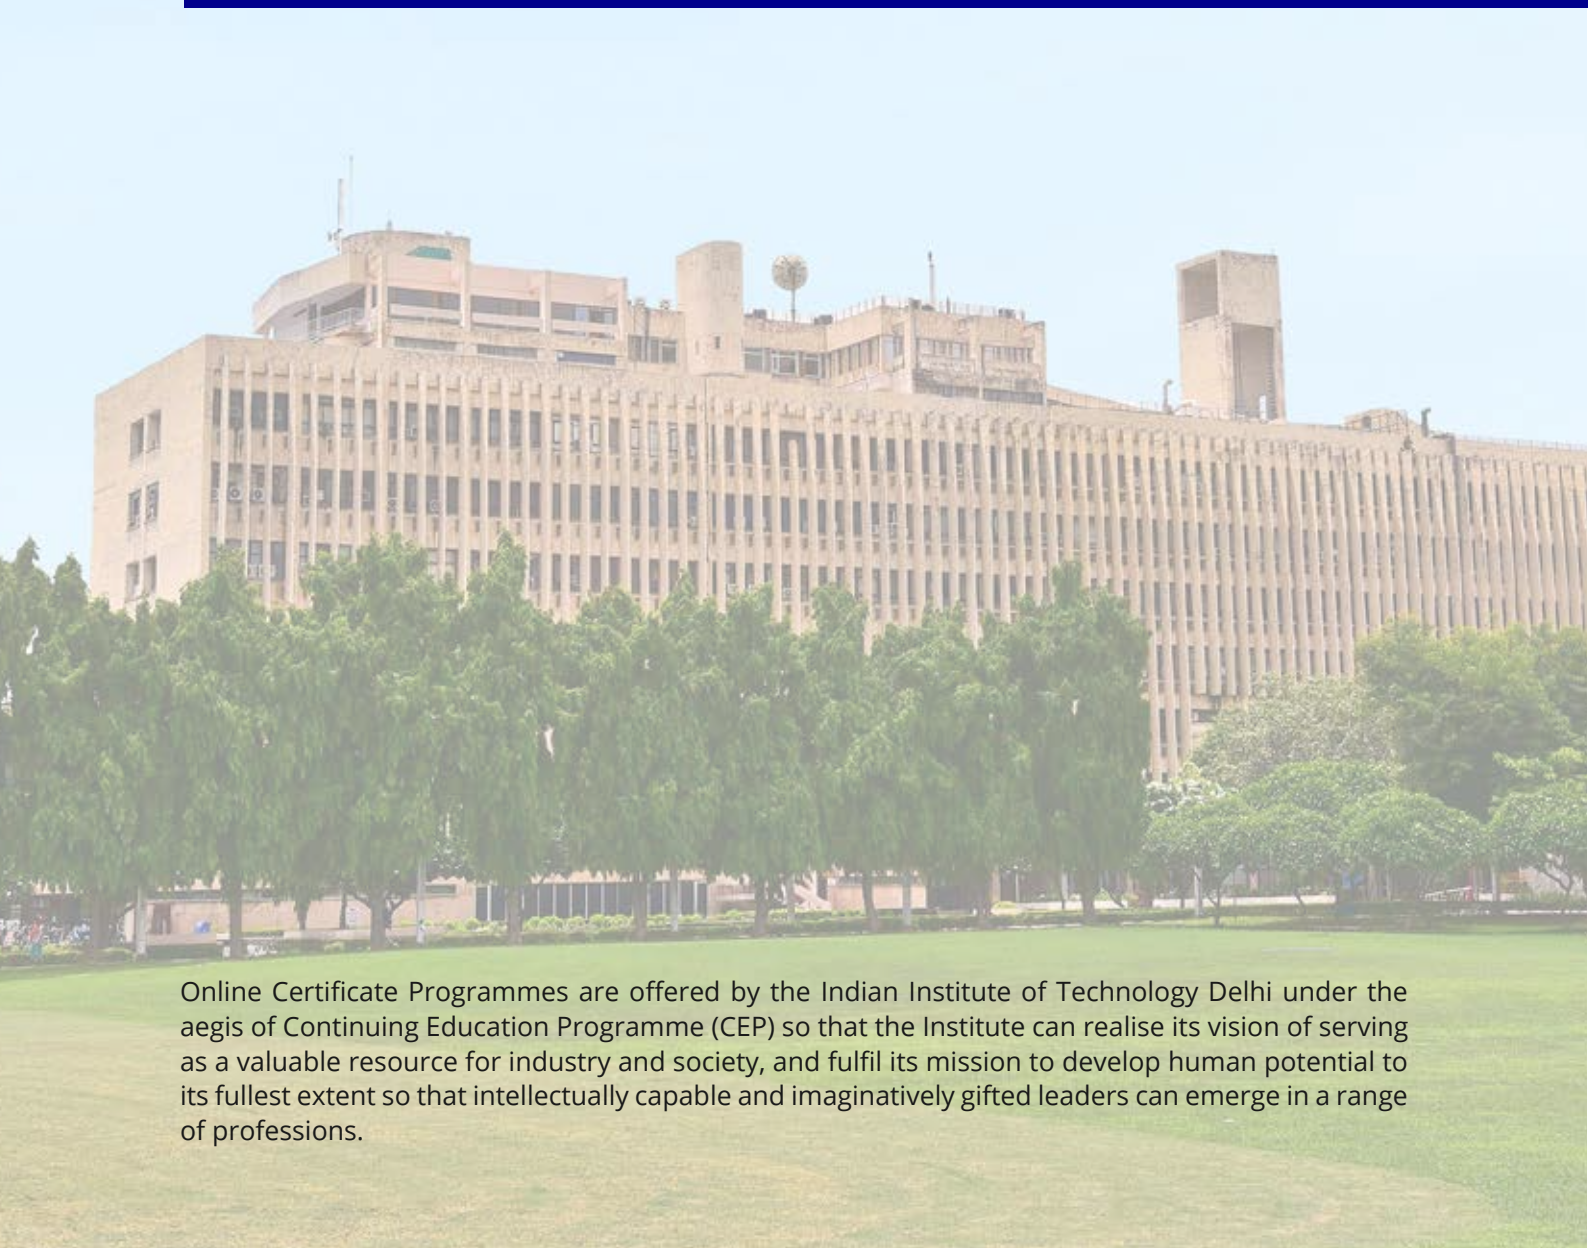 Online Certificate Programmes are offered by the Indian Institute of Technology Delhi under the
aegis of Continuing Education Programme (CEP) so that the Institute can realise its vision of serving
as a valuable resource for industry and society, and fulfil its mission to develop human potential to
its fullest extent so that intellectually capable and imaginatively gifted leaders can emerge in a range
of professions.